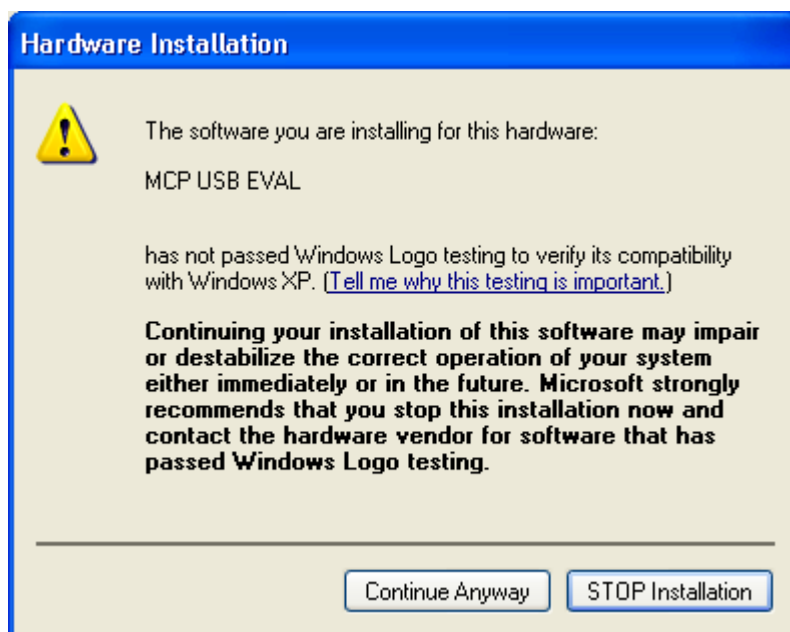 Hardware Installation
The software you are installing for this hardware:
MCP USB EVAL
has not passed Windows Logo testing to verify its compatibility
with Windows XP. (Tell me why this testing is important.)
Continuing your installation of this software may impair
or destabilize the correct operation of your system
either immediately or in the future. Microsoft strongly
recommends that you stop this installation now and
contact the hardware vendor for software that has
passed Windows Logo testing.
Continue Anyway
STOP Installation